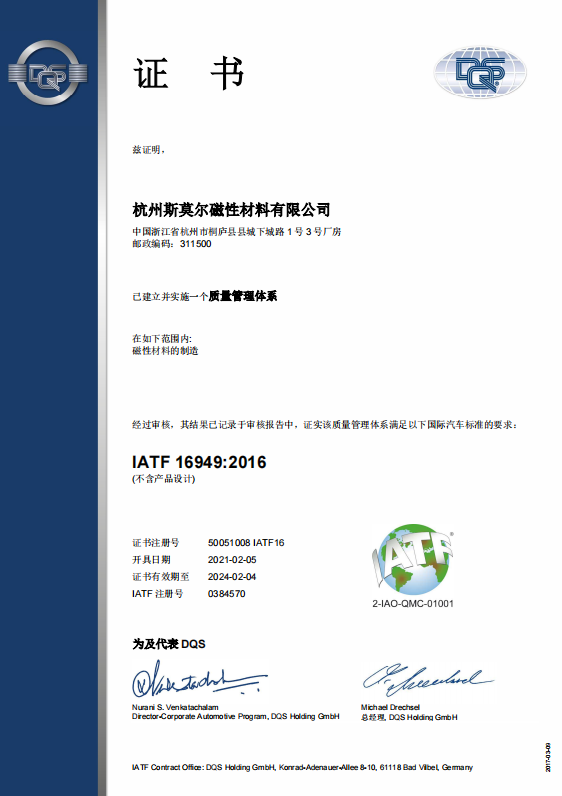 DQS
证 书
DQS
兹证明，
杭州斯莫尔磁性材料有限公司
中国浙江省杭州市桐庐县县城下城路 1 号 3 号厂房
邮政编码：311500
已建立并实施一个质量管理体系
在如下范围内:
磁性材料的制造
经过审核，其结果已记录于审核报告中，证实该质量管理体系满足以下国际汽车标准的要求：
IATF 16949:2016
(不含产品设计)
证书注册号 50051008 IATF16
开具日期 2021-02-05
证书有效期至 2024-02-04
IATF 注册号 0384570
IATF
2-IAO-QMC-01001
为及代表 DQS
Nurani S. Venkatachalam
Director-Corporate Automotive Program, DQS Holding GmbH
Michael Drechsel
总经理, DQS Holding GmbH
IATF Contract Office: DQS Holding GmbH, Konrad-Adenauer-Allee 8-10, 61118 Bad Vilbel, Germany
2017-03-03